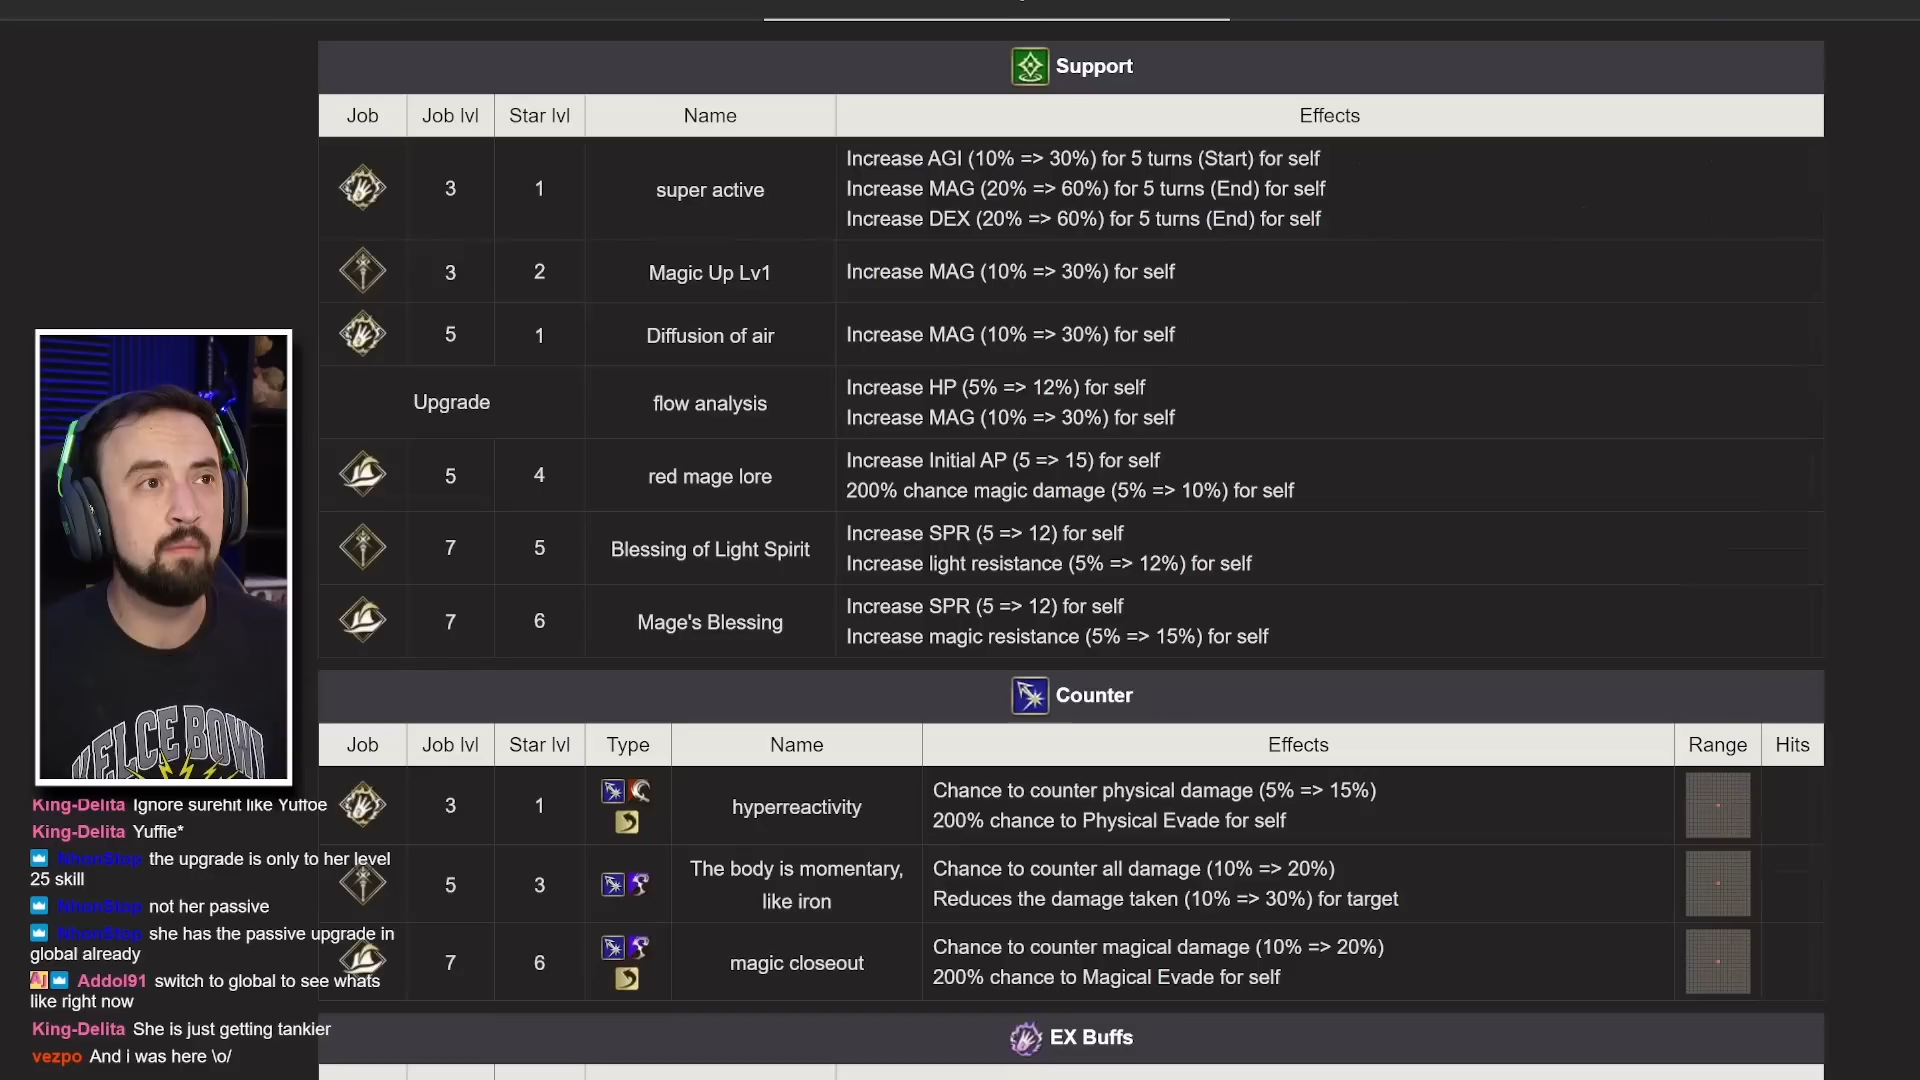 Support
Job Job lvl Star lvl Name Effects
3 1 super active
Increase AGI (10% => 30%) for 5 turns (Start) for self
Increase MAG (20% => 60%) for 5 turns (End) for self
Increase DEX (20% => 60%) for 5 turns (End) for self
3 2 Magic Up Lv1 Increase MAG (10% => 30%) for self
5 1 Diffusion of air Increase MAG (10% => 30%) for self
Upgrade flow analysis
Increase HP (5% => 12%) for self
Increase MAG (10% => 30%) for self
5 4 red mage lore
Increase Initial AP (5 => 15) for self
200% chance magic damage (5% => 10%) for self
7 5 Blessing of Light Spirit
Increase SPR (5 => 12) for self
Increase light resistance (5% => 12%) for self
7 6 Mage's Blessing
Increase SPR (5 => 12) for self
Increase magic resistance (5% => 15%) for self
Counter
Job Job lvl Star lvl Type Name Effects Range Hits
3 1 hyperreactivity
Chance to counter physical damage (5% => 15%)
200% chance to Physical Evade for self
5 3 The body is momentary,
like iron
Chance to counter all damage (10% => 20%)
Reduces the damage taken (10% => 30%) for target
7 6 magic closeout
Chance to counter magical damage (10% => 20%)
200% chance to Magical Evade for self
EX Buffs
King-Delita Ignore surehit like Yuffoe
King-Delita Yuffie*
NhonStop the upgrade is only to her level
25 skill
NhonStop not her passive
NhonStop she has the passive upgrade in
global already
Addol91 switch to global to see whats
like right now
King-Delita She is just getting tankier
vezpo And i was here \o/